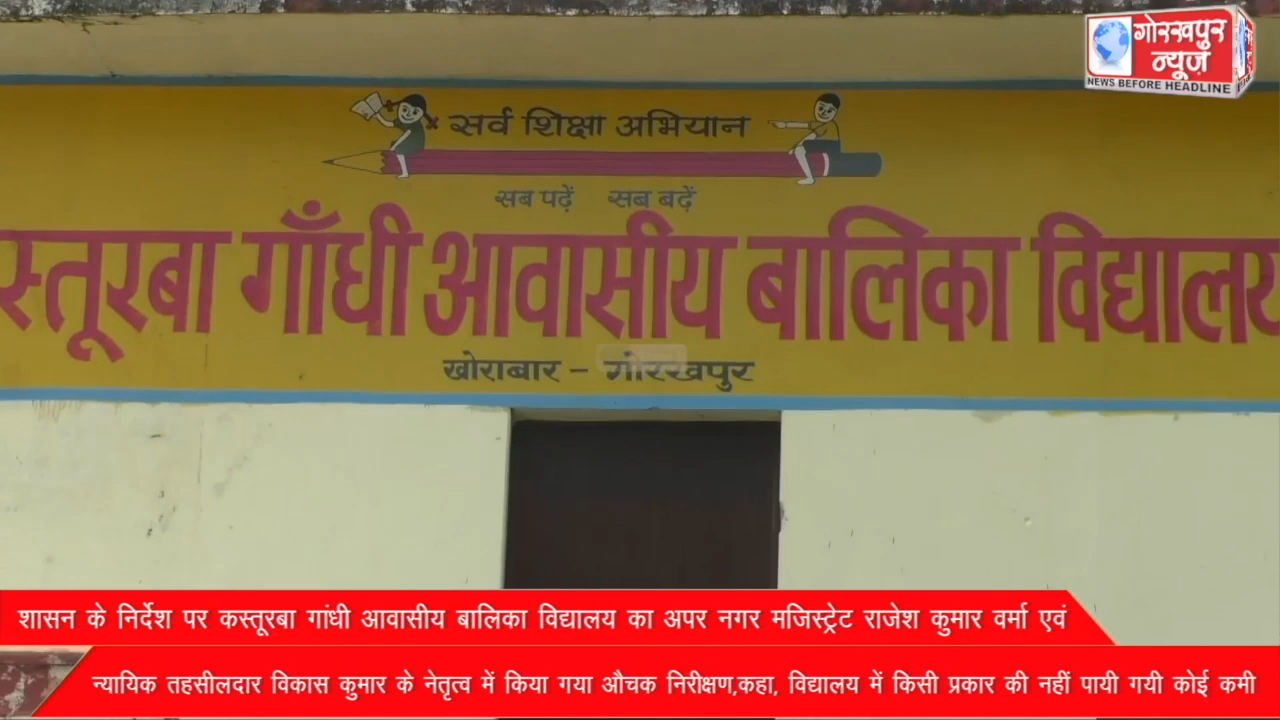 गोरखपुर
न्यूज़
NEWS BEFORE HEADLINE
सर्व शिक्षा अभियान
सब पढ़ें सब बढ़ें
स्तूरबा गाँधी आवासीय बालिका विद्यालय
खोराबार - गोरखपुर
शासन के निर्देश पर कस्तूरबा गांधी आवासीय बालिका विद्यालय का अपर नगर मजिस्ट्रेट राजेश कुमार वर्मा एवं
न्यायिक तहसीलदार विकास कुमार के नेतृत्व में किया गया औचक निरीक्षण,कहा, विद्यालय में किसी प्रकार की नहीं पायी गयी कोई कमी